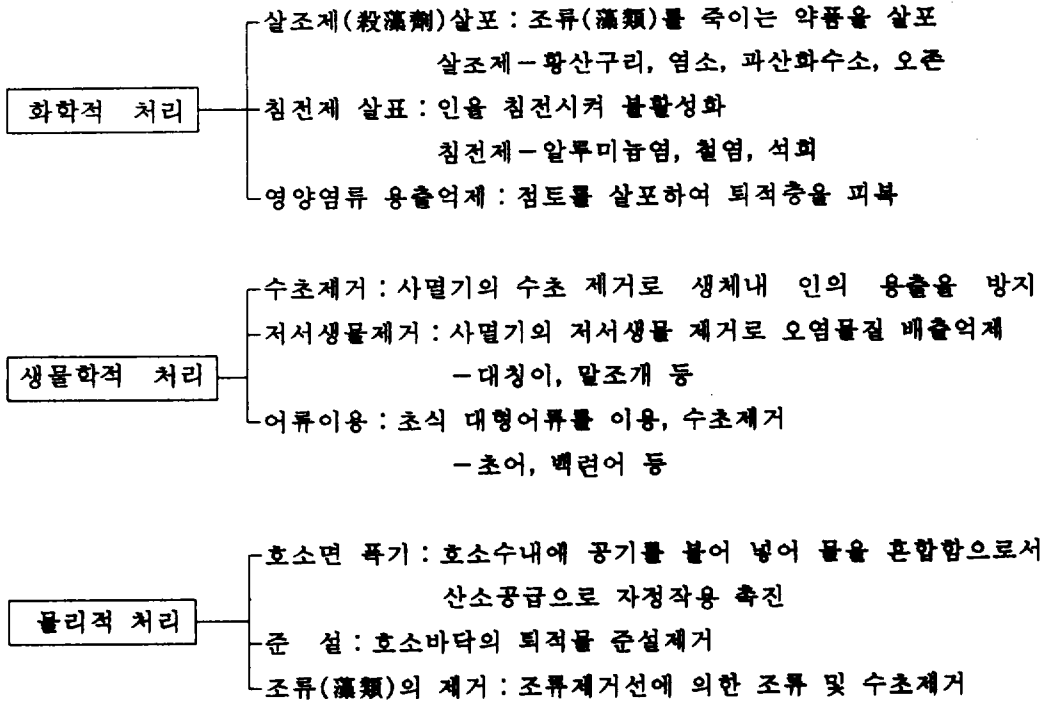 살조제(殺藻劑)살포 : 조류(藻類)를 죽이는 약품을 살포
살조제－황산구리, 염소, 과산화수소, 오존
화학적 처리
침전제 살표 : 인을 침전시켜 불활성화
침전제－알루미늄염, 철염, 석회
영양염류 용출억제 : 점토를 살포하여 퇴적층을 피복
수초제거 : 사멸기의 수초 제거로 생체내 인의 용출을 방지
저서생물제거 : 사멸기의 저서생물 제거로 오염물질 배출억제
생물학적 처리
－대칭이, 말조개 등
어류이용 : 초식 대형어류를 이용, 수초제거
－초어, 백련어 등
호소면 폭기 : 호소수내에 공기를 불어 넣어 물을 혼합함으로서
산소공급으로 자정작용 촉진
물리적 처리
준 설 : 호소바닥의 퇴적물 준설제거
조류(藻類)의 제거 : 조류제거선에 의한 조류 및 수초제거